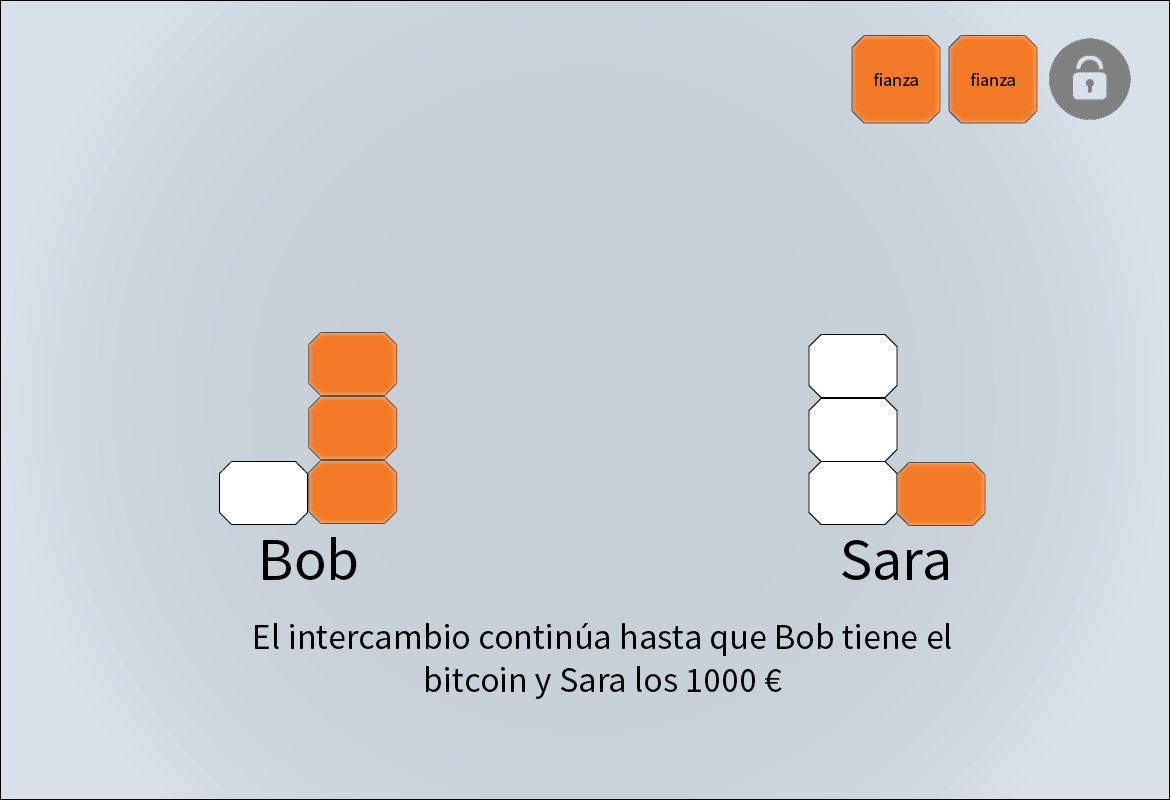 fianza fianza
Bob
Sara
El intercambio continúa hasta que Bob tiene el
bitcoin y Sara los 1000 €